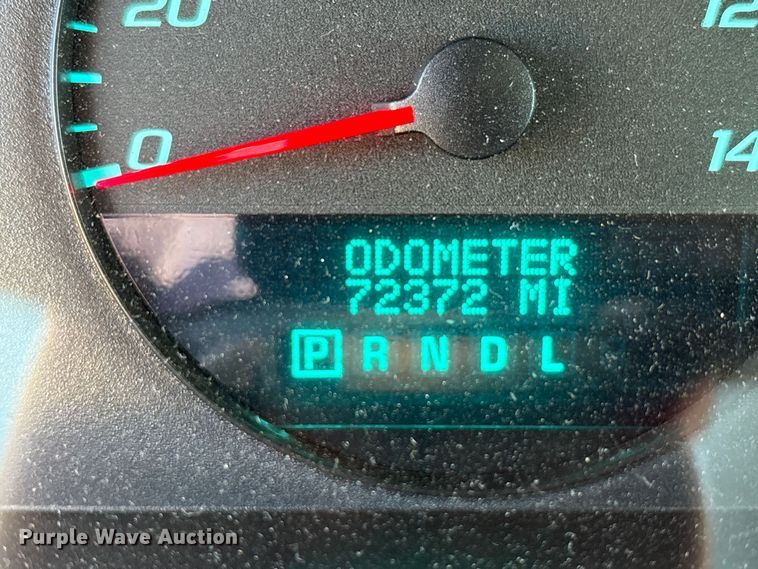 20
12
0
14
ODOMETER
72372 MI
P R N D L
Purple Wave Auction